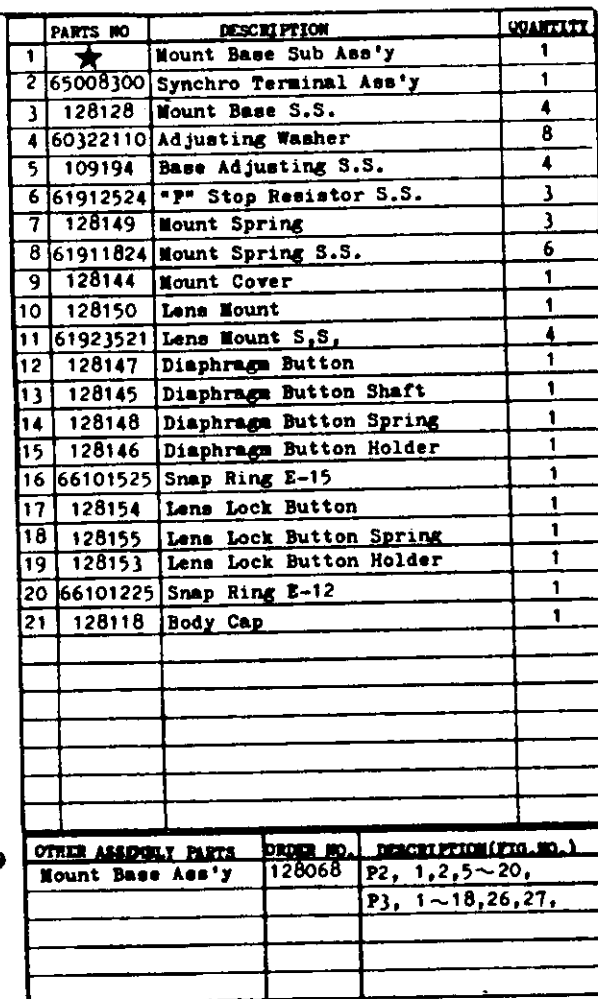 PARTS NO DESCRIPTION QUANTITY
1 ★ Mount Base Sub Ass'y 1
2 65008300 Synchro Terminal Ass'y 1
3 128128 Mount Base S.S. 4
4 60322110 Adjusting Washer 8
5 109194 Base Adjusting S.S. 4
6 61912524 "F" Stop Resistor S.S. 3
7 128149 Mount Spring 3
8 61911824 Mount Spring S.S. 6
9 128144 Mount Cover 1
10 128150 Lens Mount 1
11 61923521 Lens Mount S,S, 4
12 128147 Diaphragm Button 1
13 128145 Diaphragm Button Shaft 1
14 128148 Diaphragm Button Spring 1
15 128146 Diaphragm Button Holder 1
16 66101525 Snap Ring E-15 1
17 128154 Lens Lock Button 1
18 128155 Lens Lock Button Spring 1
19 128153 Lens Lock Button Holder 1
20 66101225 Snap Ring E-12 1
21 128118 Body Cap 1
OTHER ASSEMBLY PARTS ORDER NO. DESCRIPTION(FIG.NO.)
Mount Base Ass'y 128068 P2, 1,2,5~20,
P3, 1~18,26,27,